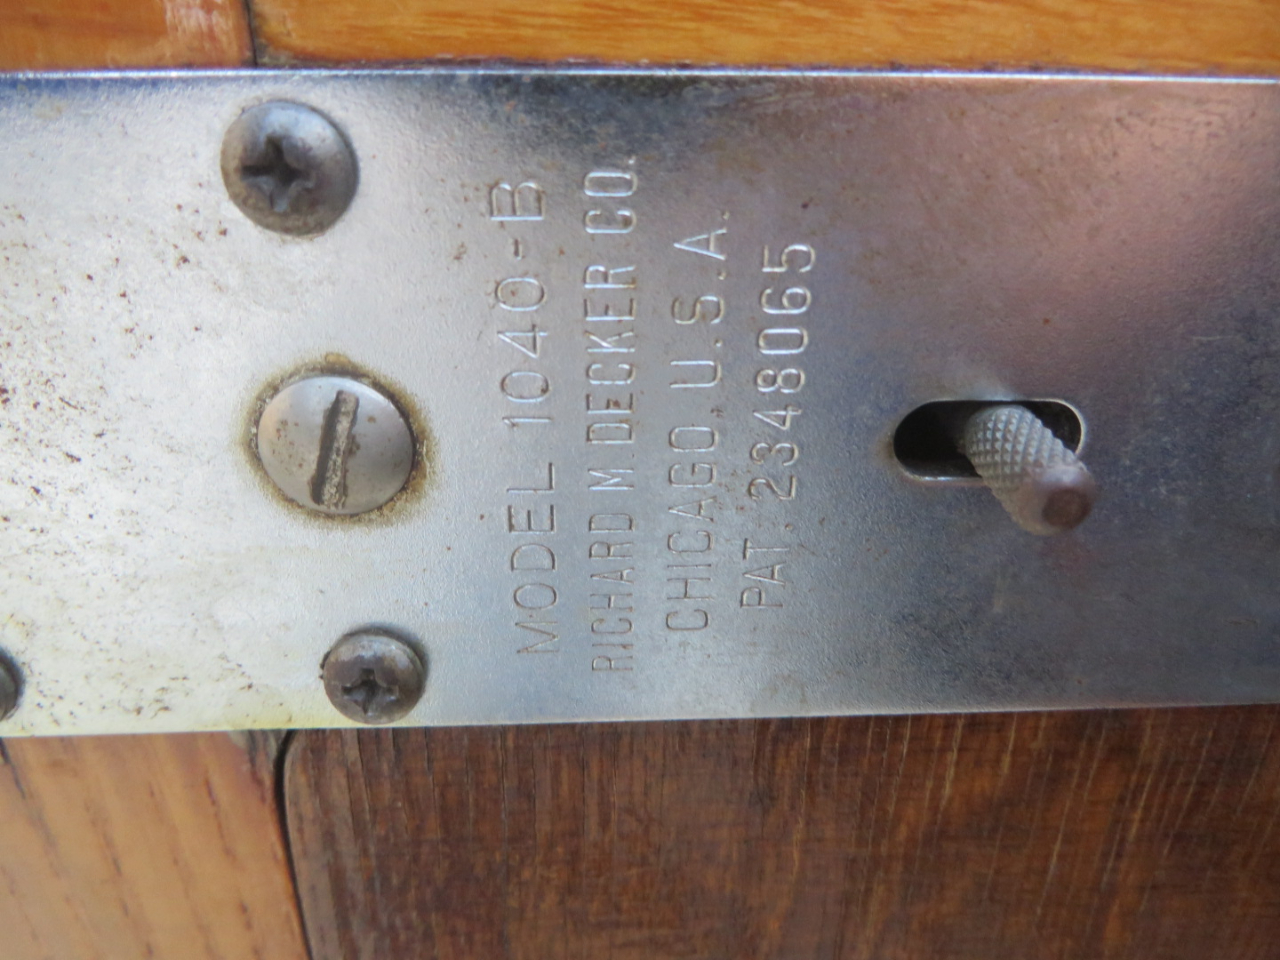 MODEL 1040-B
RICHARD M. DECKER CO.
CHICAGO, U.S.A.
PAT. 2348065